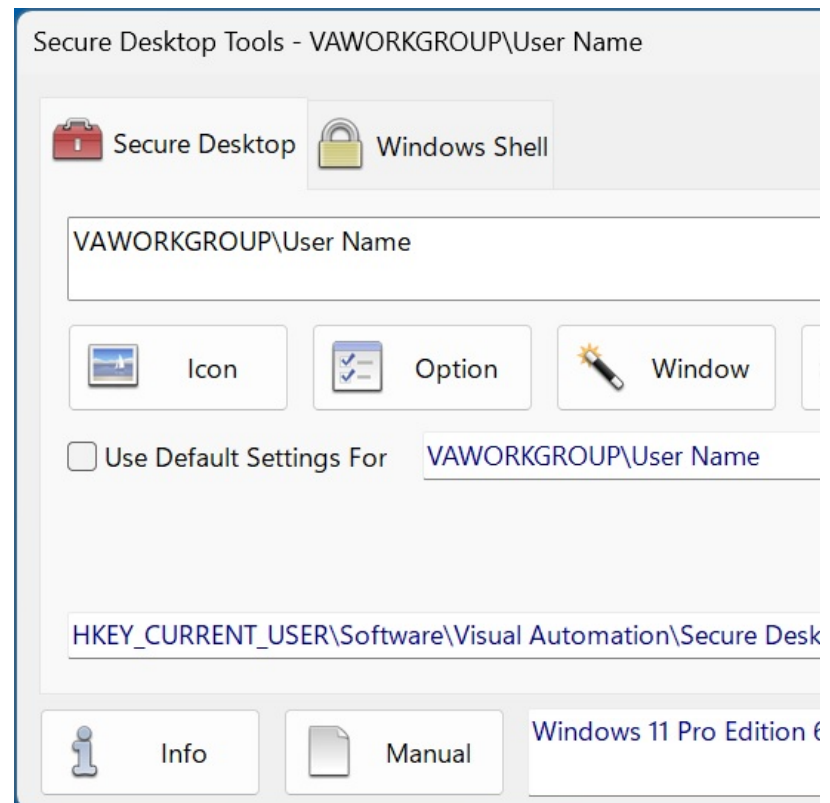 Secure Desktop Tools - VAWORKGROUP\User Name
Secure Desktop
Windows Shell
VAWORKGROUP\User Name
Icon
Option
Window
Use Default Settings For
VAWORKGROUP\User Name
HKEY_CURRENT_USER\Software\Visual Automation\Secure Desk
Info
Manual
Windows 11 Pro Edition 6